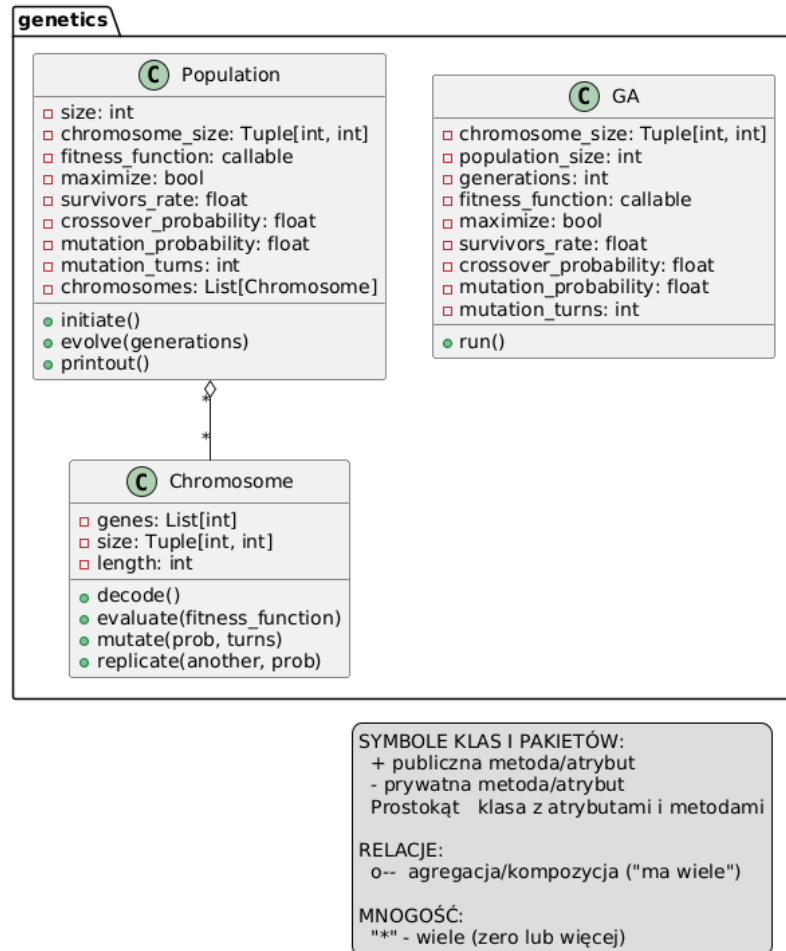 genetics
C Population
size: int
chromosome_size: Tuple[int, int]
fitness_function: callable
maximize: bool
survivors_rate: float
crossover_probability: float
mutation_probability: float
mutation_turns: int
chromosomes: List[Chromosome]
initiate()
evolve(generations)
printout()
C GA
chromosome_size: Tuple[int, int]
population_size: int
generations: int
fitness_function: callable
maximize: bool
survivors_rate: float
crossover_probability: float
mutation_probability: float
mutation_turns: int
run()
*
*
C Chromosome
genes: List[int]
size: Tuple[int, int]
length: int
decode()
evaluate(fitness_function)
mutate(prob, turns)
replicate(another, prob)
SYMBOLE KLAS I PAKIETÓW:
+ publiczna metoda/atrybut
- prywatna metoda/atrybut
Prostokąt klasa z atrybutami i metodami
RELACJE:
o-- agregacja/kompozycja ("ma wiele")
MNOGOŚĆ:
"*" - wiele (zero lub więcej)